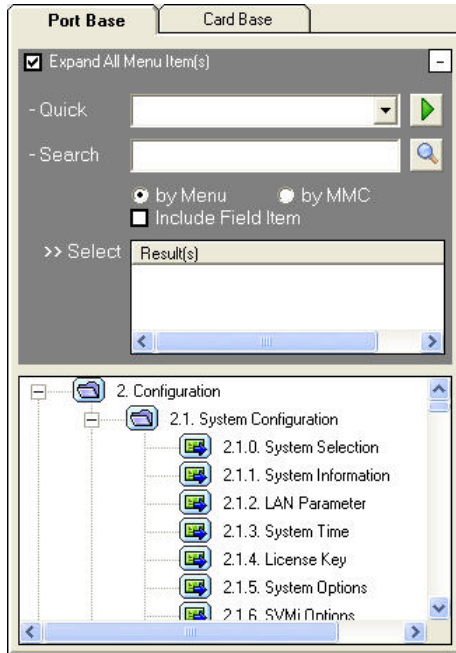 Port Base Card Base
Expand All Menu Item(s) -
- Quick
- Search
by Menu by MMC
Include Field Item
>> Select Result(s)
2. Configuration
2.1. System Configuration
2.1.0. System Selection
2.1.1. System Information
2.1.2. LAN Parameter
2.1.3. System Time
2.1.4. License Key
2.1.5. System Options
2.1.6. SVMi Options